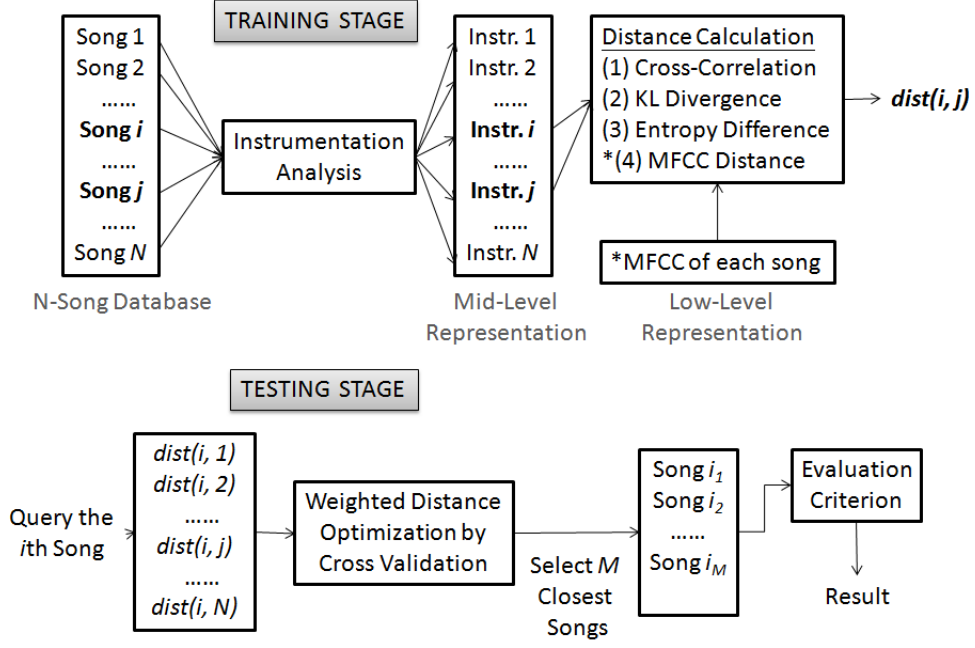 TRAINING STAGE
Song 1
Song 2
......
Song i
......
Song j
......
Song N
N-Song Database
Instrumentation
Analysis
Instr. 1
Instr. 2
......
Instr. i
......
Instr. j
......
Instr. N
Mid-Level
Representation
Distance Calculation
(1) Cross-Correlation
(2) KL Divergence
(3) Entropy Difference
*(4) MFCC Distance
dist(i, j)
*MFCC of each song
Low-Level
Representation
TESTING STAGE
Query the
ith Song
dist(i, 1)
dist(i, 2)
......
dist(i, j)
......
dist(i, N)
Weighted Distance
Optimization by
Cross Validation
Select M
Closest
Songs
Song i1
Song i2
......
Song iM
Evaluation
Criterion
Result